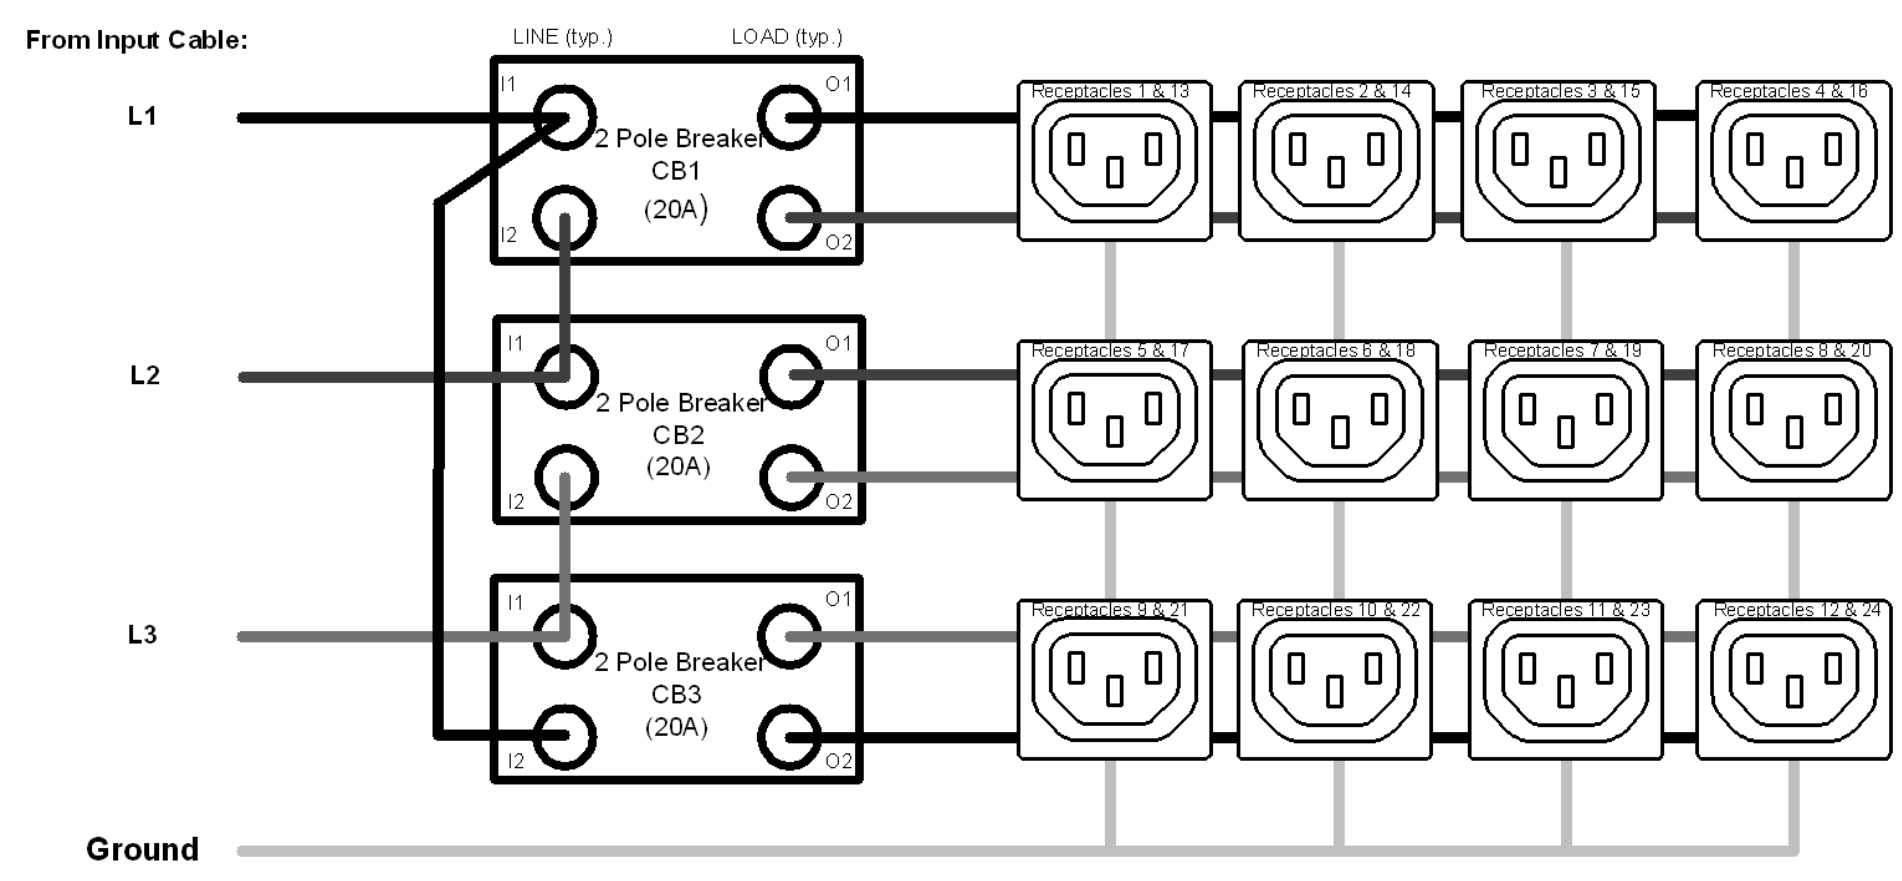 From Input Cable:
LINE (typ.)
LOAD (typ.)
L1
I1
O1
2 Pole Breaker
CB1
(20A)
I2
O2
Receptacles 1 & 13
Receptacles 2 & 14
Receptacles 3 & 15
Receptacles 4 & 16
L2
I1
O1
2 Pole Breaker
CB2
(20A)
I2
O2
Receptacles 5 & 17
Receptacles 6 & 18
Receptacles 7 & 19
Receptacles 8 & 20
L3
I1
O1
2 Pole Breaker
CB3
(20A)
I2
O2
Receptacles 9 & 21
Receptacles 10 & 22
Receptacles 11 & 23
Receptacles 12 & 24
Ground